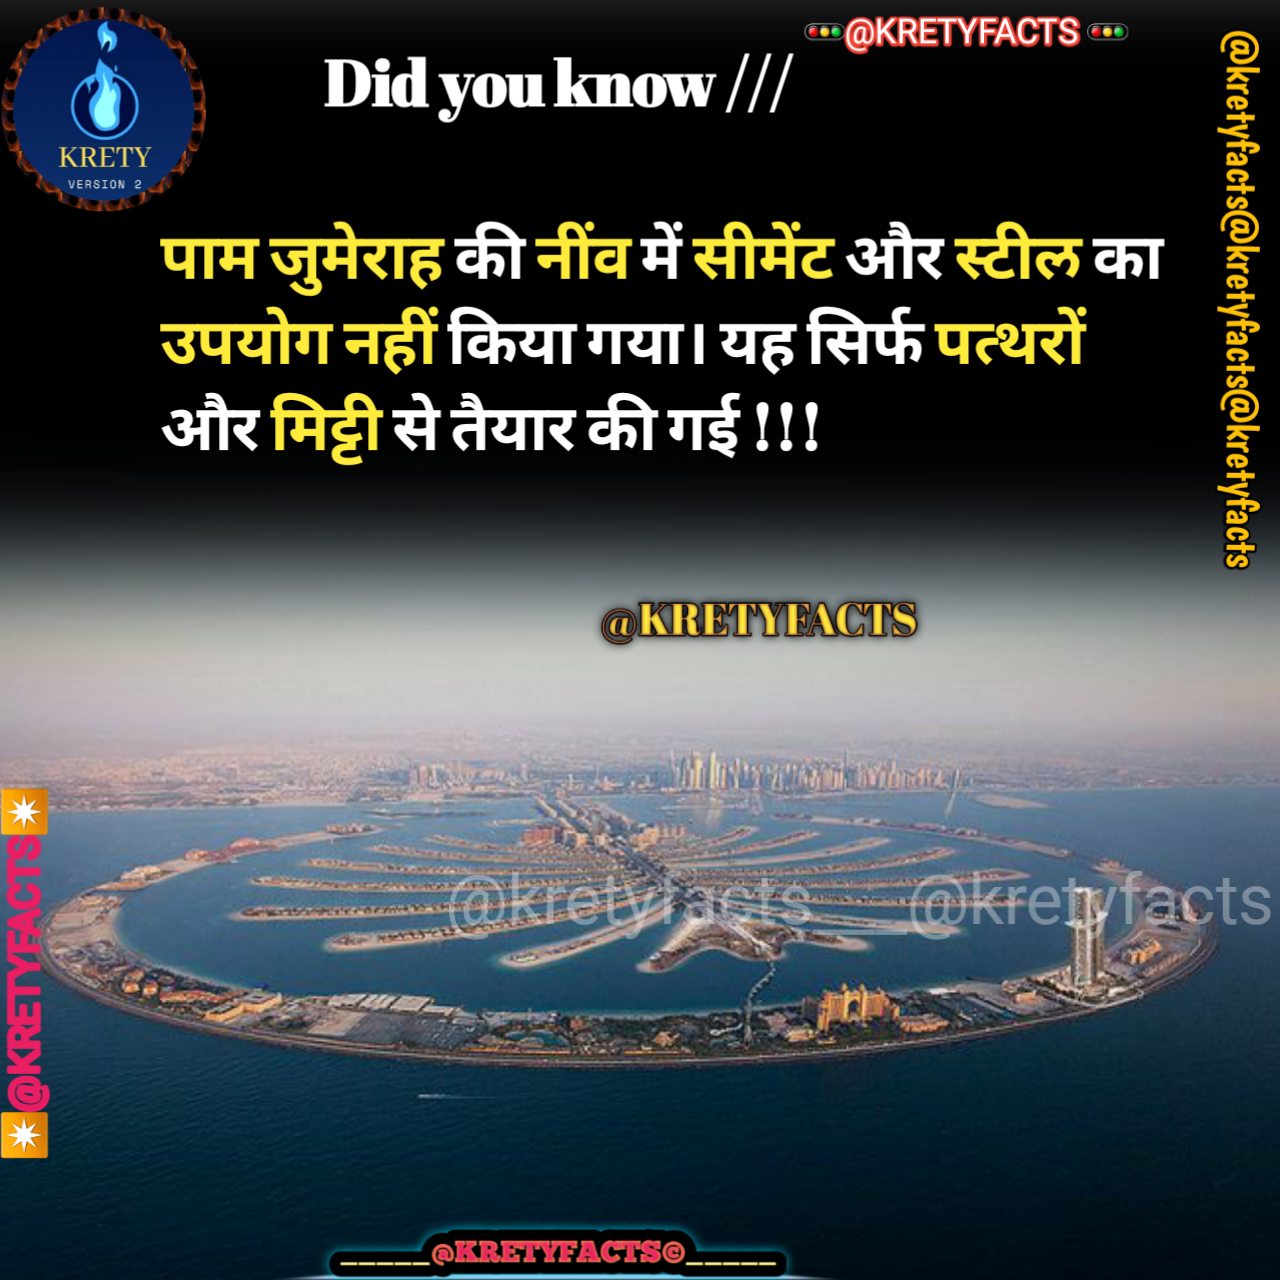 KRETY
VERSION 2
🚥@KRETYFACTS🚥
Did you know ///
पाम जुमेराह की नींव में सीमेंट और स्टील का
उपयोग नहीं किया गया। यह सिर्फ पत्थरों
और मिट्टी से तैयार की गई !!!
@kretyfacts@kretyfacts@kretyfacts
@KRETYFACTS
@kretyfacts___@kretyfacts
✴️@KRETYFACTS✴️
_____@KRETYFACTS©_____